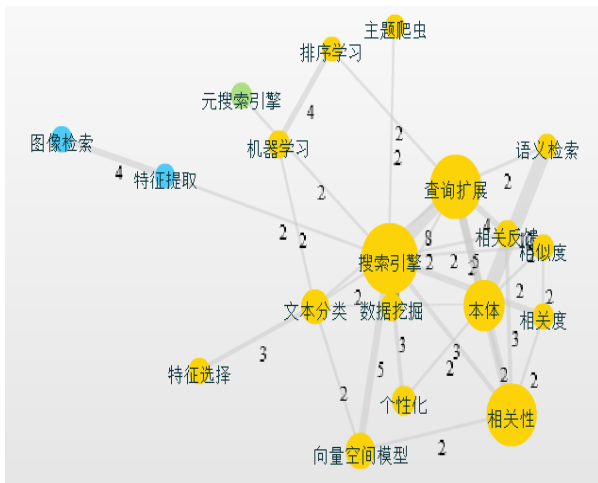 主题爬虫
排序学习
元搜索引擎
4
图像检索
机器学习
2
语义检索
2
4
特征提取
2
查询扩展
2
4
相关反馈
8
搜索引擎
相似度
2
2
2
2
5
2
2
2
2
文本分类
数据挖掘
本体
相关度
3
3
3
3
特征选择
5
2
2
2
2
个性化
相关性
向量空间模型
2